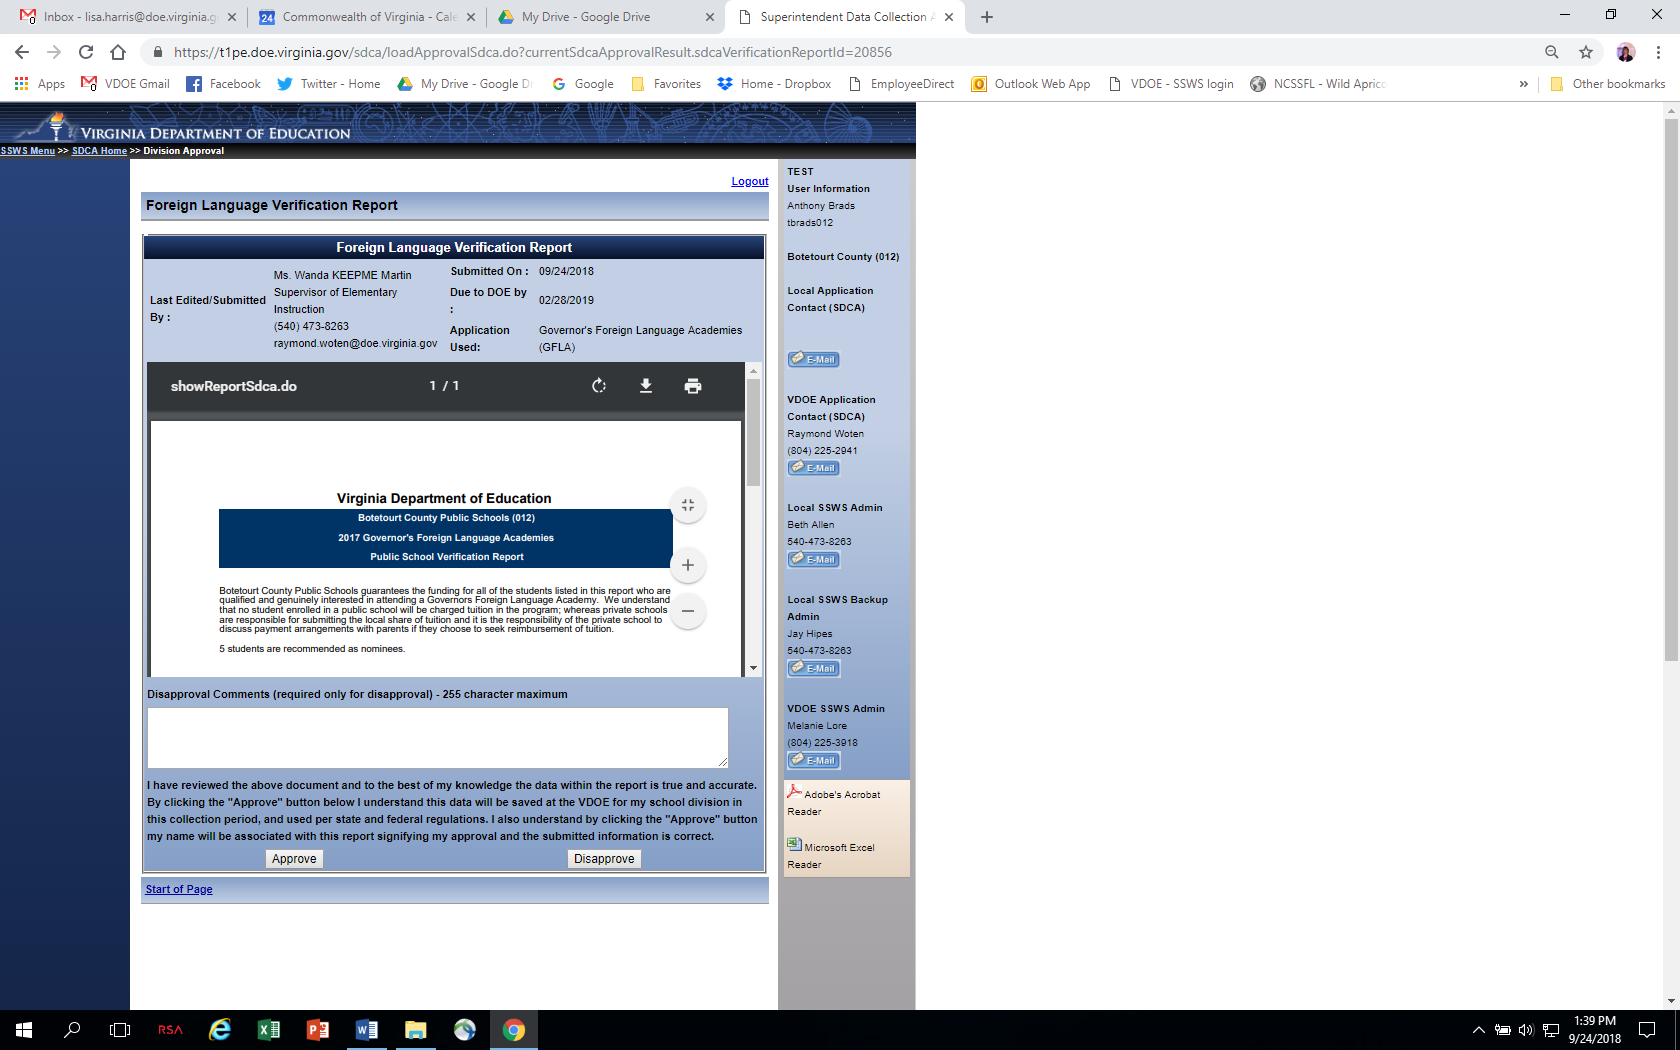 Inbox - lisa.harris@doe.virginia.g
Commonwealth of Virginia - Cale
My Drive - Google Drive
Superintendent Data Collection A
https://t1pe.doe.virginia.gov/sdca/loadApprovalSdca.do?currentSdcaApprovalResult.sdcaVerificationReportId=20856
Apps
VDOE Gmail
Facebook
Twitter - Home
My Drive - Google D
Google
Favorites
Home - Dropbox
EmployeeDirect
Outlook Web App
VDOE - SSWS login
NCSSFL - Wild Apric
»
Other bookmarks
VIRGINIA DEPARTMENT OF EDUCATION
SSWS Menu >> SDCA Home >> Division Approval
Logout
Foreign Language Verification Report
Foreign Language Verification Report
Last Edited/Submitted
By :
Ms. Wanda KEEPME Martin
Supervisor of Elementary
Instruction
(540) 473-8263
raymond.woten@doe.virginia.gov
Submitted On : 09/24/2018
Due to DOE by
:
02/28/2019
Application
Used:
Governor's Foreign Language Academies
(GFLA)
showReportSdca.do
1 / 1
Virginia Department of Education
Botetourt County Public Schools (012)
2017 Governor's Foreign Language Academies
Public School Verification Report
Botetourt County Public Schools guarantees the funding for all of the students listed in this report who are
qualified and genuinely interested in attending a Governors Foreign Language Academy. We understand
that no student enrolled in a public school will be charged tuition in the program; whereas private schools
are responsible for submitting the local share of tuition and it is the responsibility of the private school to
discuss payment arrangements with parents if they choose to seek reimbursement of tuition.
5 students are recommended as nominees.
Disapproval Comments (required only for disapproval) - 255 character maximum
I have reviewed the above document and to the best of my knowledge the data within the report is true and accurate.
By clicking the "Approve" button below I understand this data will be saved at the VDOE for my school division in
this collection period, and used per state and federal regulations. I also understand by clicking the "Approve" button
my name will be associated with this report signifying my approval and the submitted information is correct.
Approve
Disapprove
Start of Page
TEST
User Information
Anthony Brads
tbrads012
Botetourt County (012)
Local Application
Contact (SDCA)
E-Mail
VDOE Application
Contact (SDCA)
Raymond Woten
(804) 225-2941
E-Mail
Local SSWS Admin
Beth Allen
540-473-8263
E-Mail
Local SSWS Backup
Admin
Jay Hipes
540-473-8263
E-Mail
VDOE SSWS Admin
Melanie Lore
(804) 225-3918
E-Mail
Adobe's Acrobat
Reader
Microsoft Excel
Reader
RSA
1:39 PM
9/24/2018